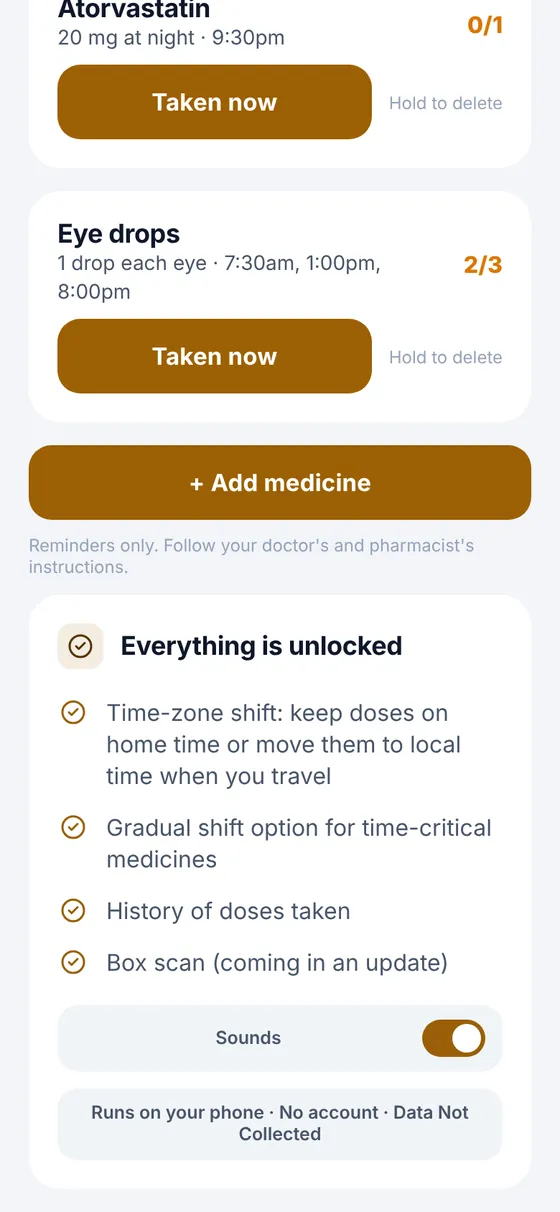 Atorvastatin
20 mg at night · 9:30pm
0/1
Taken now
Hold to delete
Eye drops
1 drop each eye · 7:30am, 1:00pm,
8:00pm
2/3
Taken now
Hold to delete
+ Add medicine
Reminders only. Follow your doctor's and pharmacist's
instructions.
Everything is unlocked
Time-zone shift: keep doses on
home time or move them to local
time when you travel
Gradual shift option for time-critical
medicines
History of doses taken
Box scan (coming in an update)
Sounds
Runs on your phone · No account · Data Not
Collected